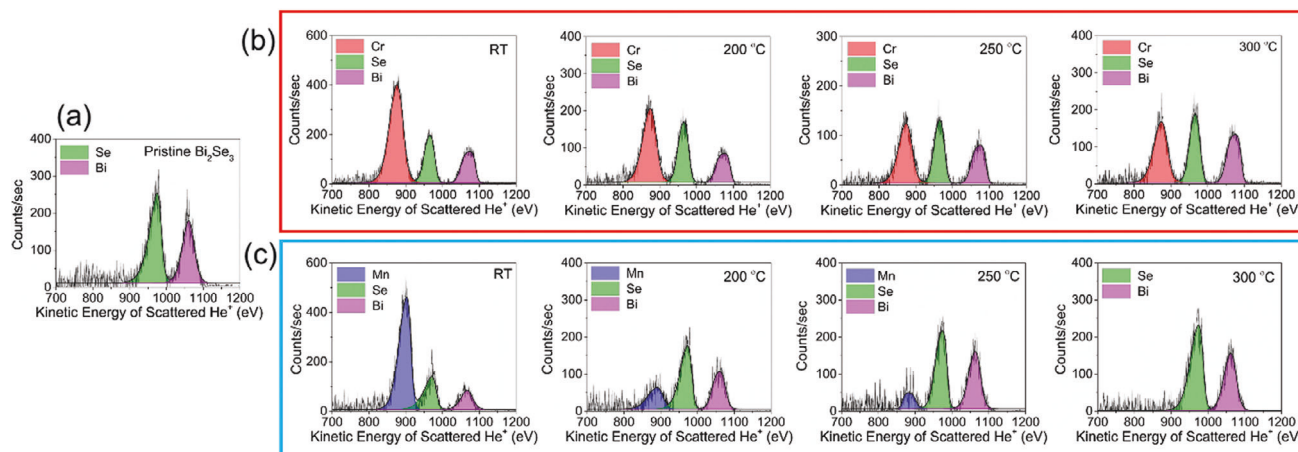 (a)
400
300
200
100
0
Counts/sec
Se
Bi
Pristine Bi₂Se₃
700 800 900 1000 1100 1200
Kinetic Energy of Scattered He⁺ (eV)
(b)
600
400
200
0
Counts/sec
Cr
Se
Bi
RT
700 800 900 1000 1100 1200
Kinetic Energy of Scattered He⁺ (eV)
400
300
200
100
0
Counts/sec
Cr
Se
Bi
200 °C
700 800 900 1000 1100 1200
Kinetic Energy of Scattered He⁺ (eV)
300
200
100
0
Counts/sec
Cr
Se
Bi
250 °C
700 800 900 1000 1100 1200
Kinetic Energy of Scattered He⁺ (eV)
400
300
200
100
0
Counts/sec
Cr
Se
Bi
300 °C
700 800 900 1000 1100 1200
Kinetic Energy of Scattered He⁺ (eV)
(c)
600
400
200
0
Counts/sec
Mn
Se
Bi
RT
700 800 900 1000 1100 1200
Kinetic Energy of Scattered He⁺ (eV)
400
300
200
100
0
Counts/sec
Mn
Se
Bi
200 °C
700 800 900 1000 1100 1200
Kinetic Energy of Scattered He⁺ (eV)
400
300
200
100
50
0
Counts/sec
Mn
Se
Bi
250 °C
700 800 900 1000 1100 1200
Kinetic Energy of Scattered He⁺ (eV)
400
300
200
100
0
Counts/sec
Se
Bi
300 °C
700 800 900 1000 1100 1200
Kinetic Energy of Scattered He⁺ (eV)